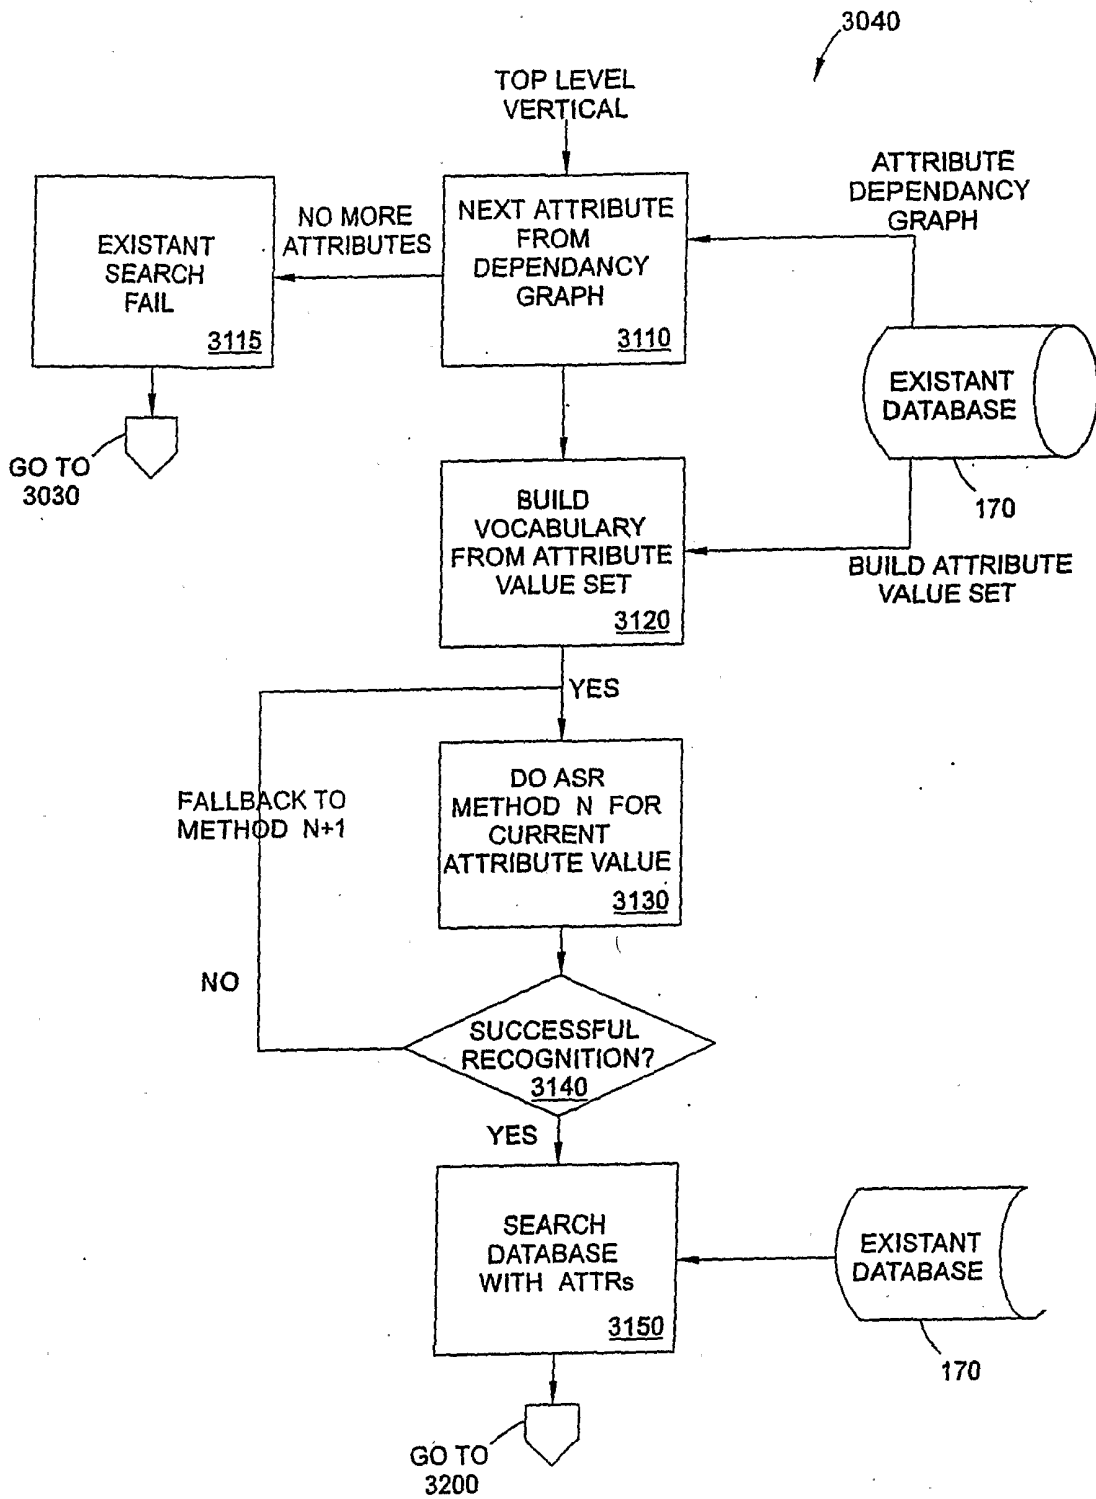 3040
TOP LEVEL
VERTICAL
ATTRIBUTE
DEPENDANCY
GRAPH
NO MORE
ATTRIBUTES
EXISTANT
SEARCH
FAIL
3115
NEXT ATTRIBUTE
FROM
DEPENDANCY
GRAPH
3110
EXISTANT
DATABASE
170
GO TO
3030
BUILD
VOCABULARY
FROM ATTRIBUTE
VALUE SET
3120
BUILD ATTRIBUTE
VALUE SET
YES
FALLBACK TO
METHOD N+1
DO ASR
METHOD N FOR
CURRENT
ATTRIBUTE VALUE
3130
NO
SUCCESSFUL
RECOGNITION?
3140
YES
SEARCH
DATABASE
WITH ATTRs
3150
EXISTANT
DATABASE
170
GO TO
3200